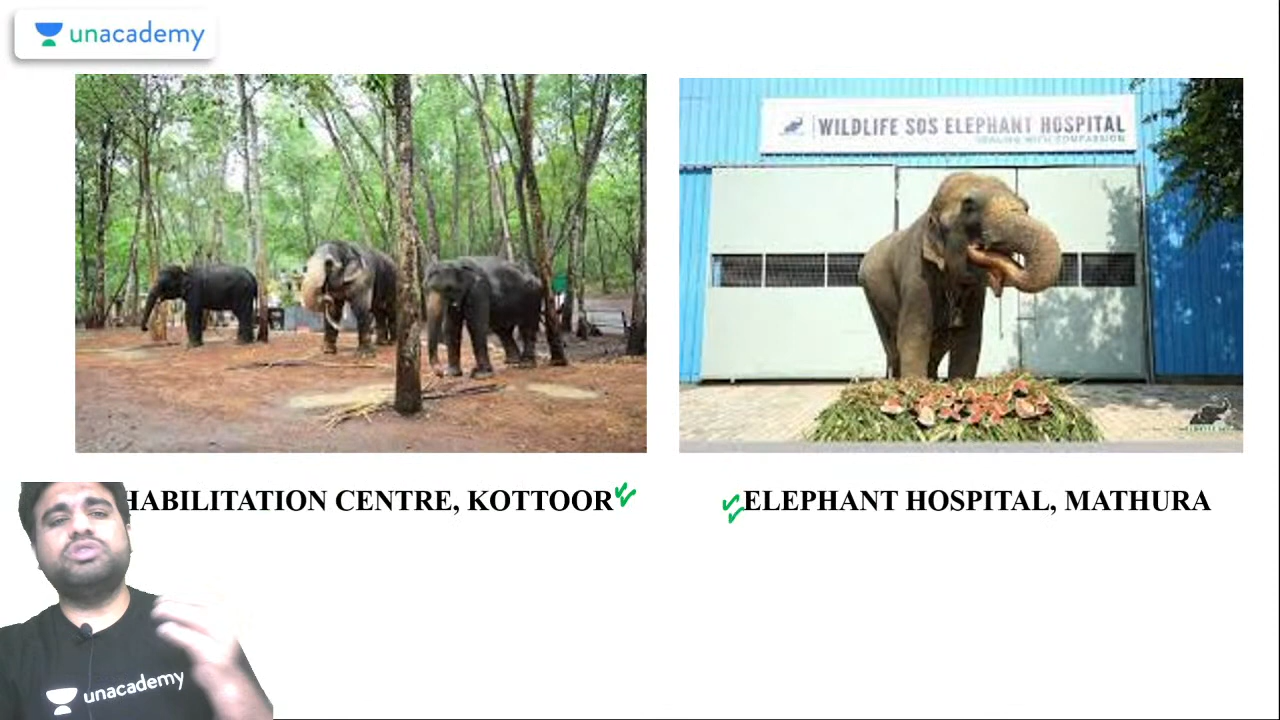 unacademy
WILDLIFE SOS ELEPHANT HOSPITAL
HEALING WITH COMPASSION
HABILITATION CENTRE, KOTTOOR
ELEPHANT HOSPITAL, MATHURA
unacademy